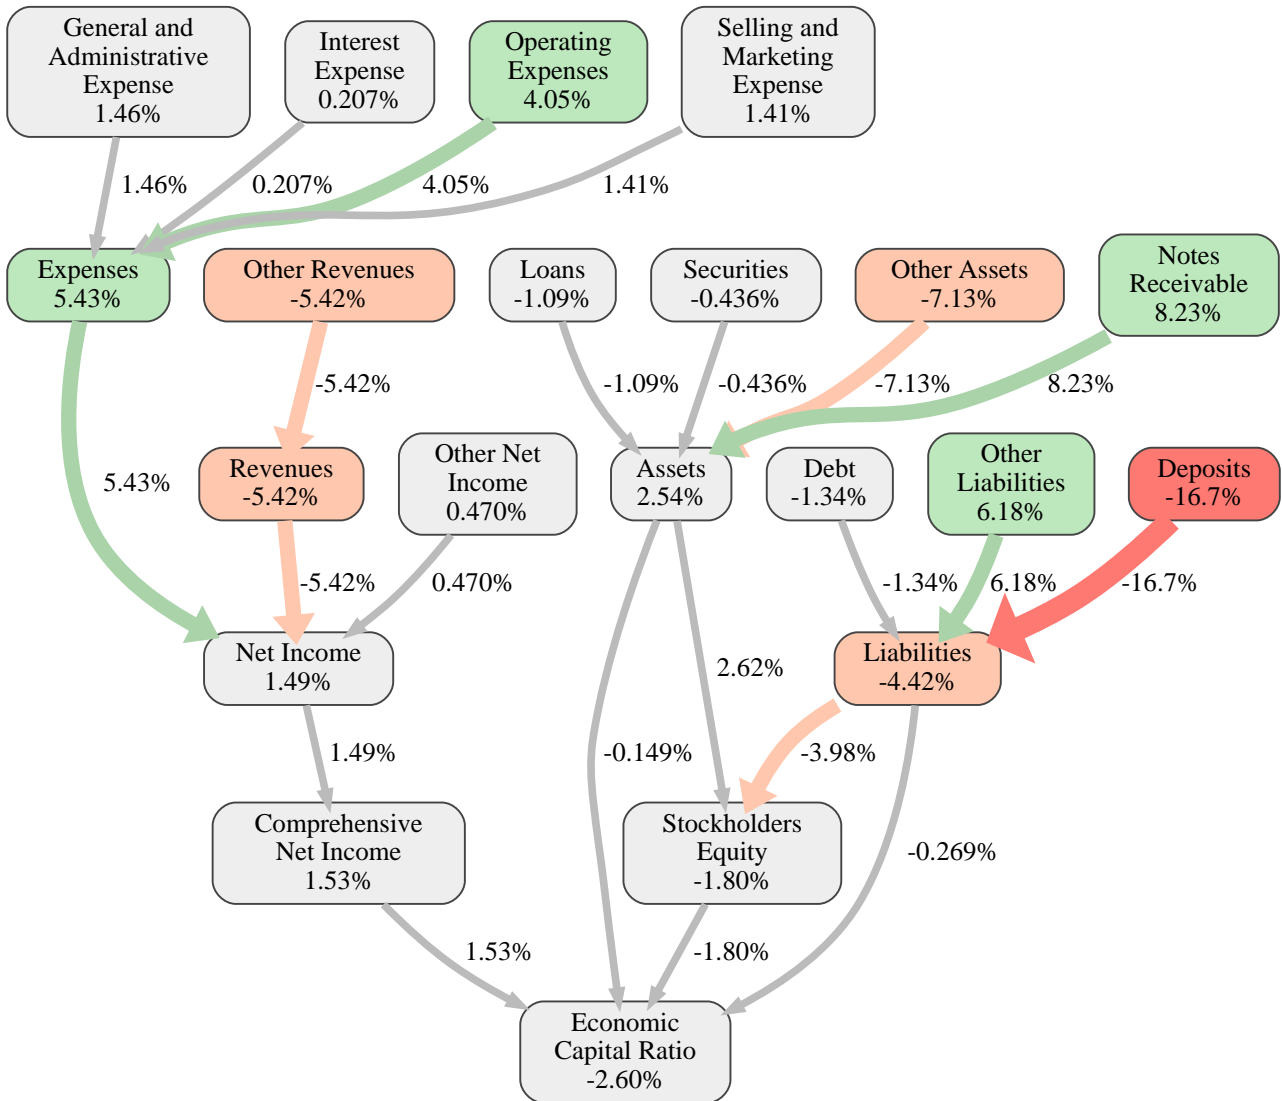 General and
Administrative
Expense
1.46%
Interest
Expense
0.207%
Operating
Expenses
4.05%
Selling and
Marketing
Expense
1.41%
1.46%
0.207%
4.05%
1.41%
Expenses
5.43%
Other Revenues
-5.42%
Loans
-1.09%
Securities
-0.436%
Other Assets
-7.13%
Notes
Receivable
8.23%
-5.42%
-1.09%
-0.436%
-7.13%
8.23%
5.43%
Revenues
-5.42%
Other Net
Income
0.470%
Assets
2.54%
Debt
-1.34%
Other
Liabilities
6.18%
Deposits
-16.7%
-5.42%
0.470%
-1.34%
6.18%
-16.7%
Net Income
1.49%
2.62%
Liabilities
-4.42%
1.49%
-0.149%
-3.98%
Comprehensive
Net Income
1.53%
Stockholders
Equity
-1.80%
-0.269%
1.53%
-1.80%
Economic
Capital Ratio
-2.60%